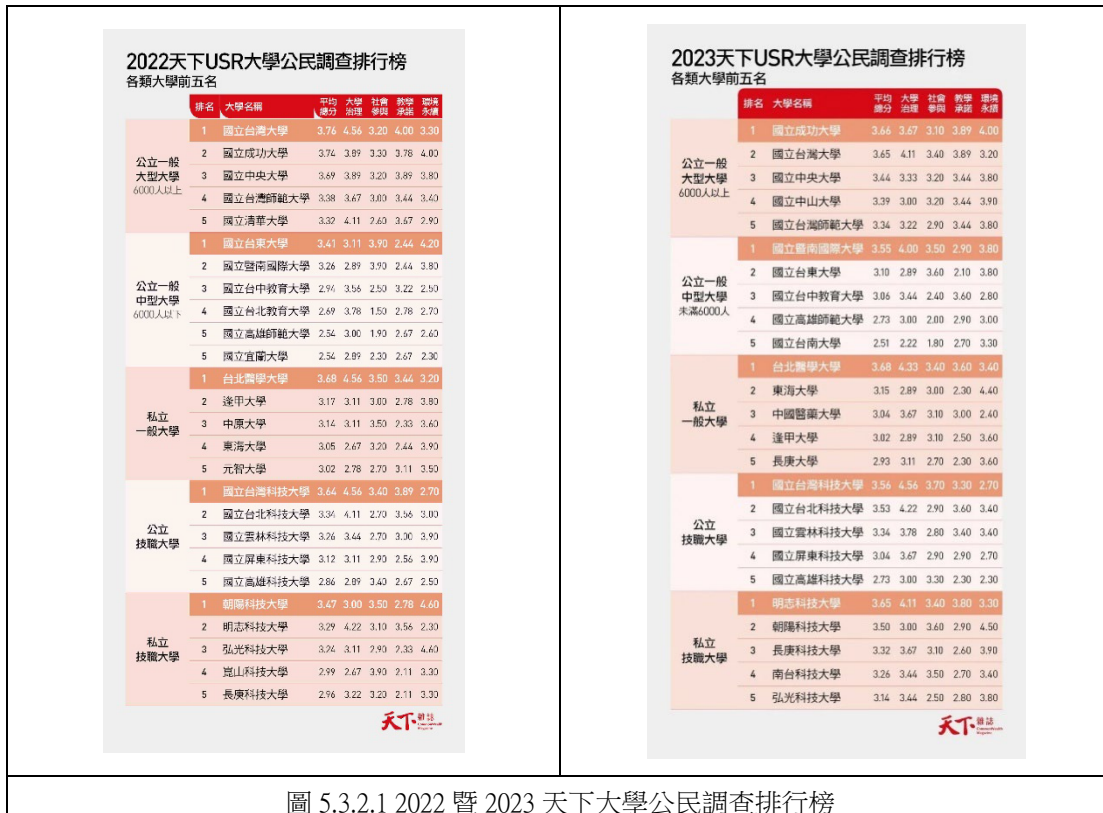 2022天下USR大學公民調查排行榜
各類大學前五名
排名 大學名稱 平均總分 大學治理 社會參與 教學承諾 環境永續
公立一般大型大學 6000人以上
1 國立台灣大學 3.76 4.56 3.20 4.00 3.30
2 國立成功大學 3.74 3.89 3.30 3.78 4.00
3 國立中央大學 3.69 3.89 3.20 3.89 3.80
4 國立台灣師範大學 3.38 3.67 3.00 3.44 3.40
5 國立清華大學 3.32 4.11 2.60 3.67 2.90
公立一般中型大學 6000人以下
1 國立台東大學 3.41 3.11 3.90 2.44 4.20
2 國立暨南國際大學 3.26 2.89 3.90 2.44 3.80
3 國立台中教育大學 2.94 3.56 2.50 3.22 2.50
4 國立台北教育大學 2.69 3.78 1.50 2.78 2.70
5 國立高雄師範大學 2.54 3.00 1.90 2.67 2.60
5 國立宜蘭大學 2.54 2.89 2.30 2.67 2.30
私立一般大學
1 台北醫學大學 3.68 4.56 3.50 3.44 3.20
2 逢甲大學 3.17 3.11 3.00 2.78 3.80
3 中原大學 3.14 3.11 3.50 2.33 3.60
4 東海大學 3.05 2.67 3.20 2.44 3.90
5 元智大學 3.02 2.78 2.70 3.11 3.50
公立技職大學
1 國立台灣科技大學 3.64 4.56 3.40 3.89 2.70
2 國立台北科技大學 3.34 4.11 2.70 3.56 3.00
3 國立雲林科技大學 3.26 3.44 2.70 3.00 3.90
4 國立屏東科技大學 3.12 3.11 2.90 2.56 3.90
5 國立高雄科技大學 2.86 2.89 3.40 2.67 2.50
私立技職大學
1 朝陽科技大學 3.47 3.00 3.50 2.78 4.60
2 明志科技大學 3.29 4.22 3.10 3.56 2.30
3 弘光科技大學 3.24 3.11 2.90 2.33 4.60
4 崑山科技大學 2.99 2.67 3.90 2.11 3.30
5 長庚科技大學 2.96 3.22 3.20 2.11 3.30
天下雜誌
2023天下USR大學公民調查排行榜
各類大學前五名
排名 大學名稱 平均總分 大學治理 社會參與 教學承諾 環境永續
公立一般大型大學 6000人以上
1 國立成功大學 3.66 3.67 3.10 3.89 4.00
2 國立台灣大學 3.65 4.11 3.40 3.89 3.20
3 國立中央大學 3.44 3.33 3.20 3.44 3.80
4 國立中山大學 3.39 3.00 3.20 3.44 3.90
5 國立台灣師範大學 3.34 3.22 2.90 3.44 3.80
公立一般中型大學 未滿6000人
1 國立暨南國際大學 3.55 4.00 3.50 2.90 3.80
2 國立台東大學 3.10 2.89 3.60 2.10 3.80
3 國立台中教育大學 3.06 3.44 2.40 3.60 2.80
4 國立高雄師範大學 2.73 3.00 2.00 2.90 3.00
5 國立台南大學 2.51 2.22 1.80 2.70 3.30
私立一般大學
1 台北醫學大學 3.68 4.33 3.40 3.60 3.40
2 東海大學 3.15 2.89 3.00 2.30 4.40
3 中國醫藥大學 3.04 3.67 3.10 3.00 2.40
4 逢甲大學 3.02 2.89 3.10 2.50 3.60
5 長庚大學 2.93 3.11 2.70 2.30 3.60
公立技職大學
1 國立台灣科技大學 3.56 4.56 3.70 3.30 2.70
2 國立台北科技大學 3.53 4.22 2.90 3.60 3.40
3 國立雲林科技大學 3.34 3.78 2.80 3.40 3.40
4 國立屏東科技大學 3.04 3.67 2.90 2.90 2.70
5 國立高雄科技大學 2.73 3.00 3.30 2.30 2.30
私立技職大學
1 明志科技大學 3.65 4.11 3.40 3.80 3.30
2 朝陽科技大學 3.50 3.00 3.60 2.90 4.50
3 長庚科技大學 3.32 3.67 3.10 2.60 3.90
4 南台科技大學 3.26 3.44 3.50 2.70 3.40
5 弘光科技大學 3.14 3.44 2.50 2.80 3.80
天下雜誌
圖 5.3.2.1 2022 暨 2023 天下大學公民調查排行榜